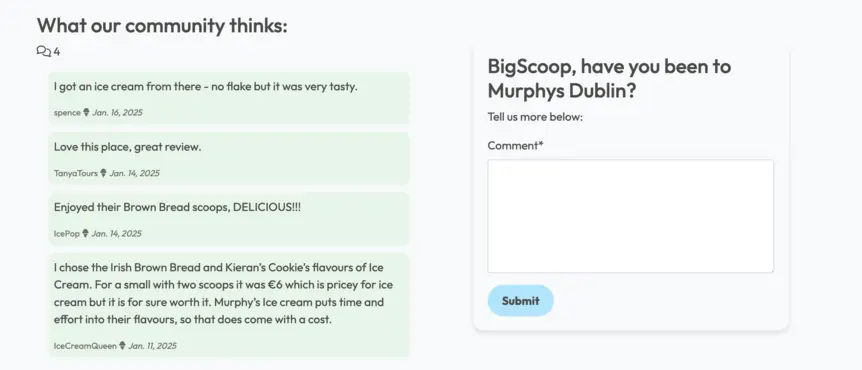 What our community thinks:
4
I got an ice cream from there - no flake but it was very tasty.
spence Jan. 16, 2025
Love this place, great review.
TanyaTours Jan. 14, 2025
Enjoyed their Brown Bread scoops, DELICIOUS!!!
IcePop Jan. 14, 2025
I chose the Irish Brown Bread and Kieran's Cookie's flavours of Ice
Cream. For a small with two scoops it was €6 which is pricey for ice
cream but it is for sure worth it. Murphy's Ice cream puts time and
effort into their flavours, so that does come with a cost.
IceCreamQueen Jan. 11, 2025
BigScoop, have you been to
Murphys Dublin?
Tell us more below:
Comment*
Submit